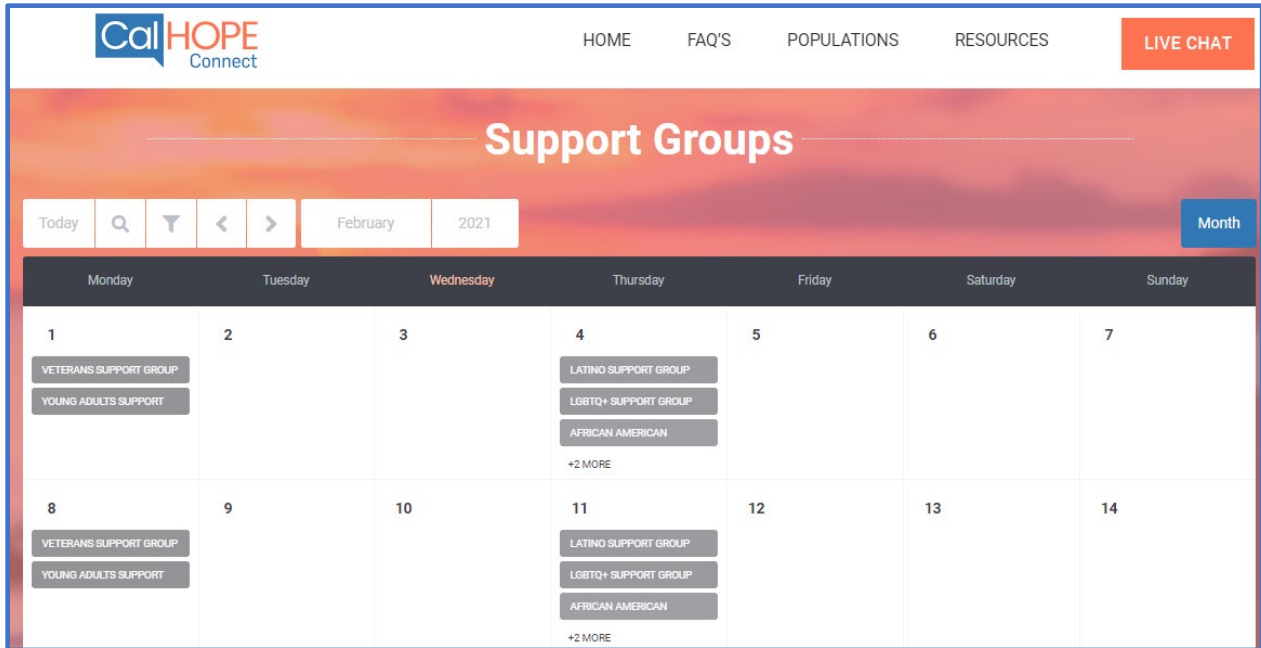 CalHOPE
Connect
HOME FAQ'S POPULATIONS RESOURCES LIVE CHAT
Support Groups
Today February 2021 Month
Monday Tuesday Wednesday Thursday Friday Saturday Sunday
1 2 3 4 5 6 7
VETERANS SUPPORT GROUP LATINO SUPPORT GROUP
YOUNG ADULTS SUPPORT LGBTQ+ SUPPORT GROUP
AFRICAN AMERICAN
+2 MORE
8 9 10 11 12 13 14
VETERANS SUPPORT GROUP LATINO SUPPORT GROUP
YOUNG ADULTS SUPPORT LGBTQ+ SUPPORT GROUP
AFRICAN AMERICAN
+2 MORE